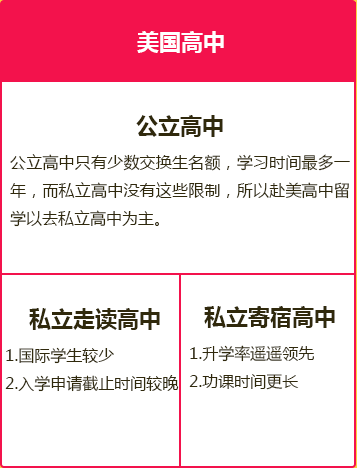 美国高中
公立高中
公立高中只有少数交换生名额，学习时间最多一
年，而私立高中没有这些限制，所以赴美高中留
学以去私立高中为主。
私立走读高中
1.国际学生较少
2.入学申请截止时间较晚
私立寄宿高中
1.升学率遥遥领先
2.功课时间更长